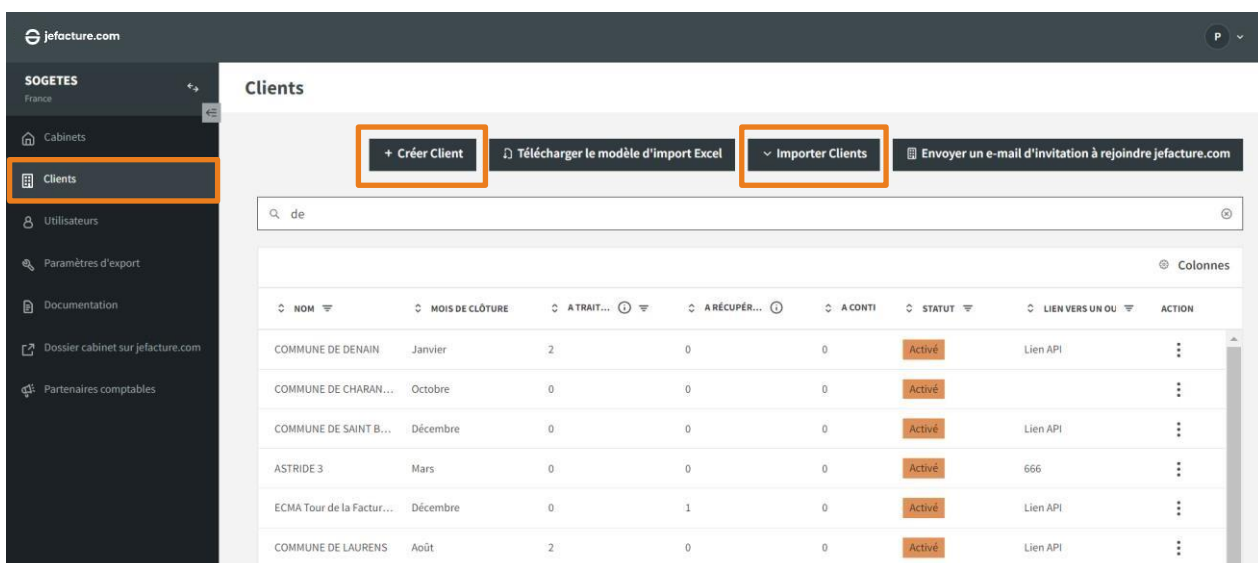 jefacture.com
P
SOGETES
France
Clients
Cabinets
Clients
Utilisateurs
Paramètres d'export
Documentation
Dossier cabinet sur jefacture.com
Partenaires comptables
+ Créer Client
Télécharger le modèle d'import Excel
Importer Clients
Envoyer un e-mail d'invitation à rejoindre jefacture.com
de
Colonnes
NOM MOIS DE CLÔTURE A TRAIT... A RÉCUPÉR... A CONTI STATUT LIEN VERS UN OU ACTION
COMMUNE DE DENAIN Janvier 2 0 0 Activé Lien API
COMMUNE DE CHARAN... Octobre 0 0 0 Activé
COMMUNE DE SAINT B... Décembre 0 0 0 Activé Lien API
ASTRIDE 3 Mars 0 0 0 Activé 666
ECMA Tour de la Factur... Décembre 0 1 0 Activé Lien API
COMMUNE DE LAURENS Août 2 0 0 Activé Lien API